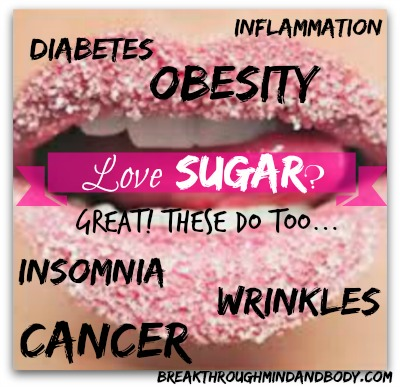 INFLAMMATION
DIABETES
OBESITY
Love SUGAR?
GREAT! THESE DO TOO...
INSOMNIA
WRINKLES
CANCER
BREAKTHROUGHMINDANDBODY.COM